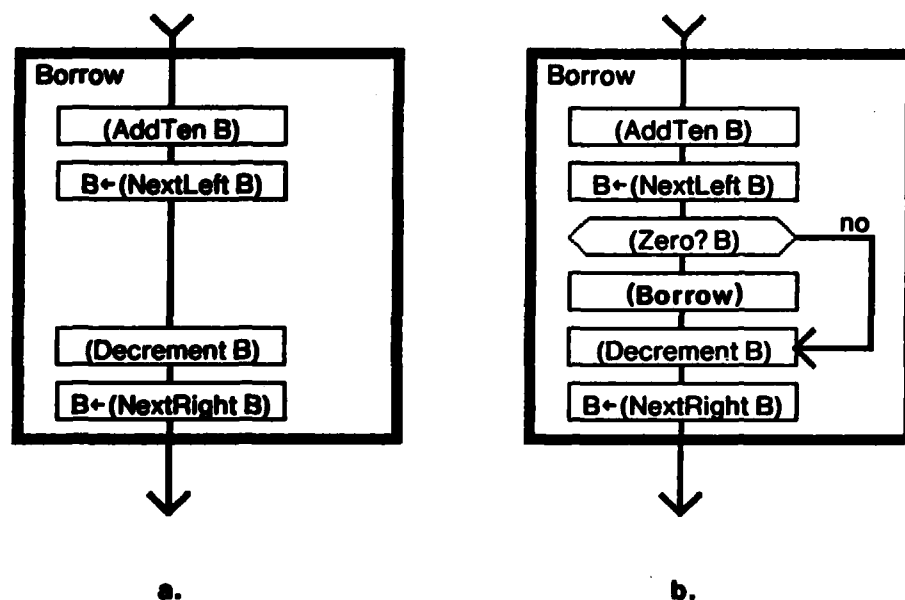 Borrow
(AddTen B)
B←(NextLeft B)
(Decrement B)
B←(NextRight B)
a.
Borrow
(AddTen B)
B←(NextLeft B)
(Zero? B)
no
(Borrow)
(Decrement B)
B←(NextRight B)
b.